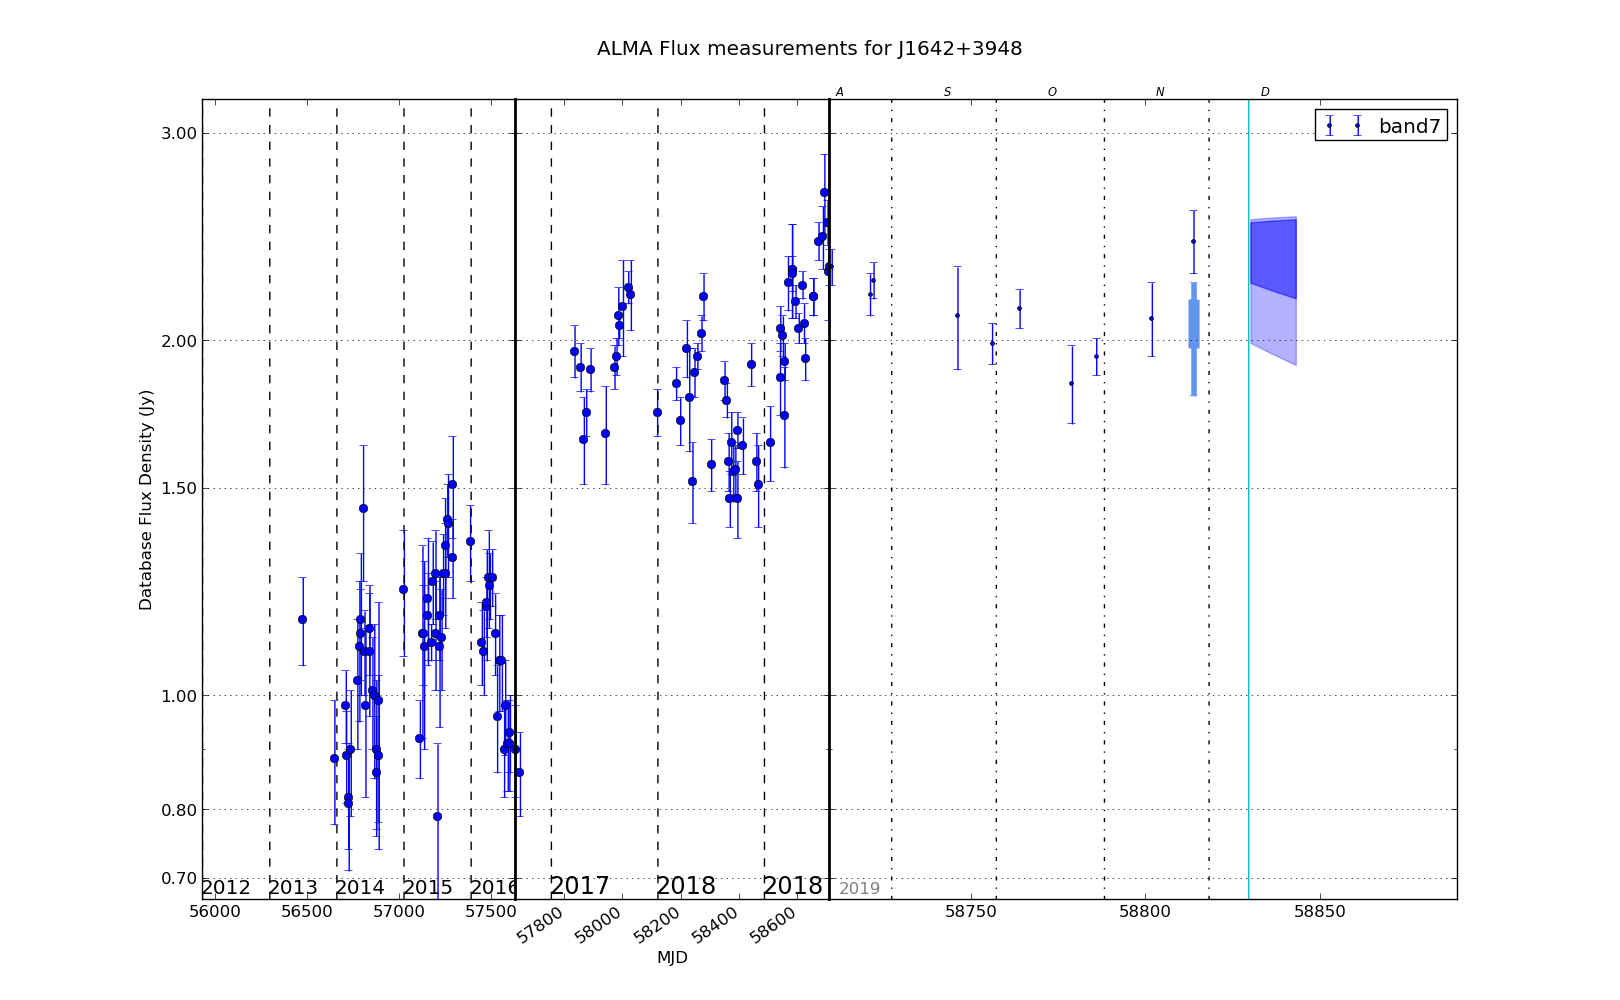 ALMA Flux measurements for J1642+3948
A S O N D
band7
3.00
2.00
1.50
1.00
0.80
0.70
Database Flux Density (Jy)
2012 2013 2014 2015 2016 2017 2018 2018 2019
56000 56500 57000 57500 57800 58000 58200 58400 58600 58750 58800 58850
MJD